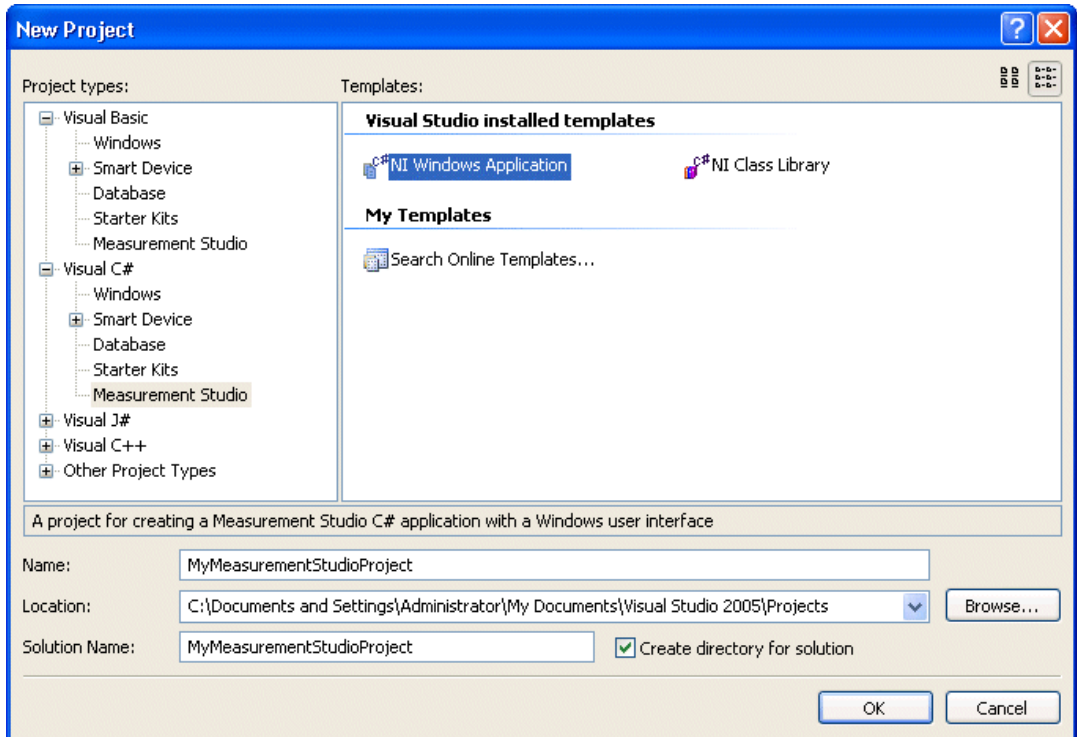 New Project
Project types:
Templates:
Visual Basic
Windows
Smart Device
Database
Starter Kits
Measurement Studio
Visual C#
Windows
Smart Device
Database
Starter Kits
Measurement Studio
Visual J#
Visual C++
Other Project Types
Visual Studio installed templates
NI Windows Application
NI Class Library
My Templates
Search Online Templates...
A project for creating a Measurement Studio C# application with a Windows user interface
Name:
MyMeasurementStudioProject
Location:
C:\Documents and Settings\Administrator\My Documents\Visual Studio 2005\Projects
Browse...
Solution Name:
MyMeasurementStudioProject
Create directory for solution
OK
Cancel